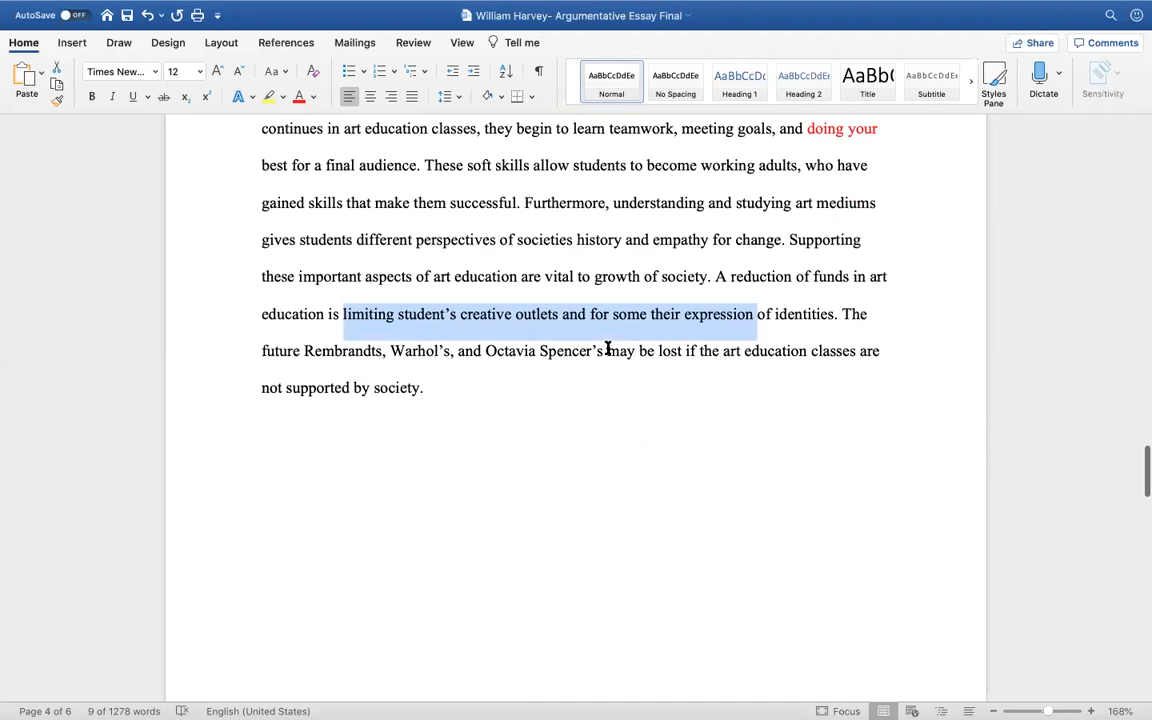 AutoSave OFF
William Harvey- Argumentative Essay Final
Home Insert Draw Design Layout References Mailings Review View Tell me Share Comments
Paste
Times New... 12
Aa
B I U ab x₂ x²
A A
AaBbCcDdEe Normal
AaBbCcDdEe No Spacing
AaBbCcDc Heading 1
AaBbCcDdEe Heading 2
AaBb( Title
AaBbCcDdEe Subtitle
Styles Pane
Dictate
Sensitivity
continues in art education classes, they begin to learn teamwork, meeting goals, and doing your
best for a final audience. These soft skills allow students to become working adults, who have
gained skills that make them successful. Furthermore, understanding and studying art mediums
gives students different perspectives of societies history and empathy for change. Supporting
these important aspects of art education are vital to growth of society. A reduction of funds in art
education is limiting student’s creative outlets and for some their expression of identities. The
future Rembrandts, Warhol’s, and Octavia Spencer’s may be lost if the art education classes are
not supported by society.
Page 4 of 6 9 of 1278 words English (United States) Focus 168%